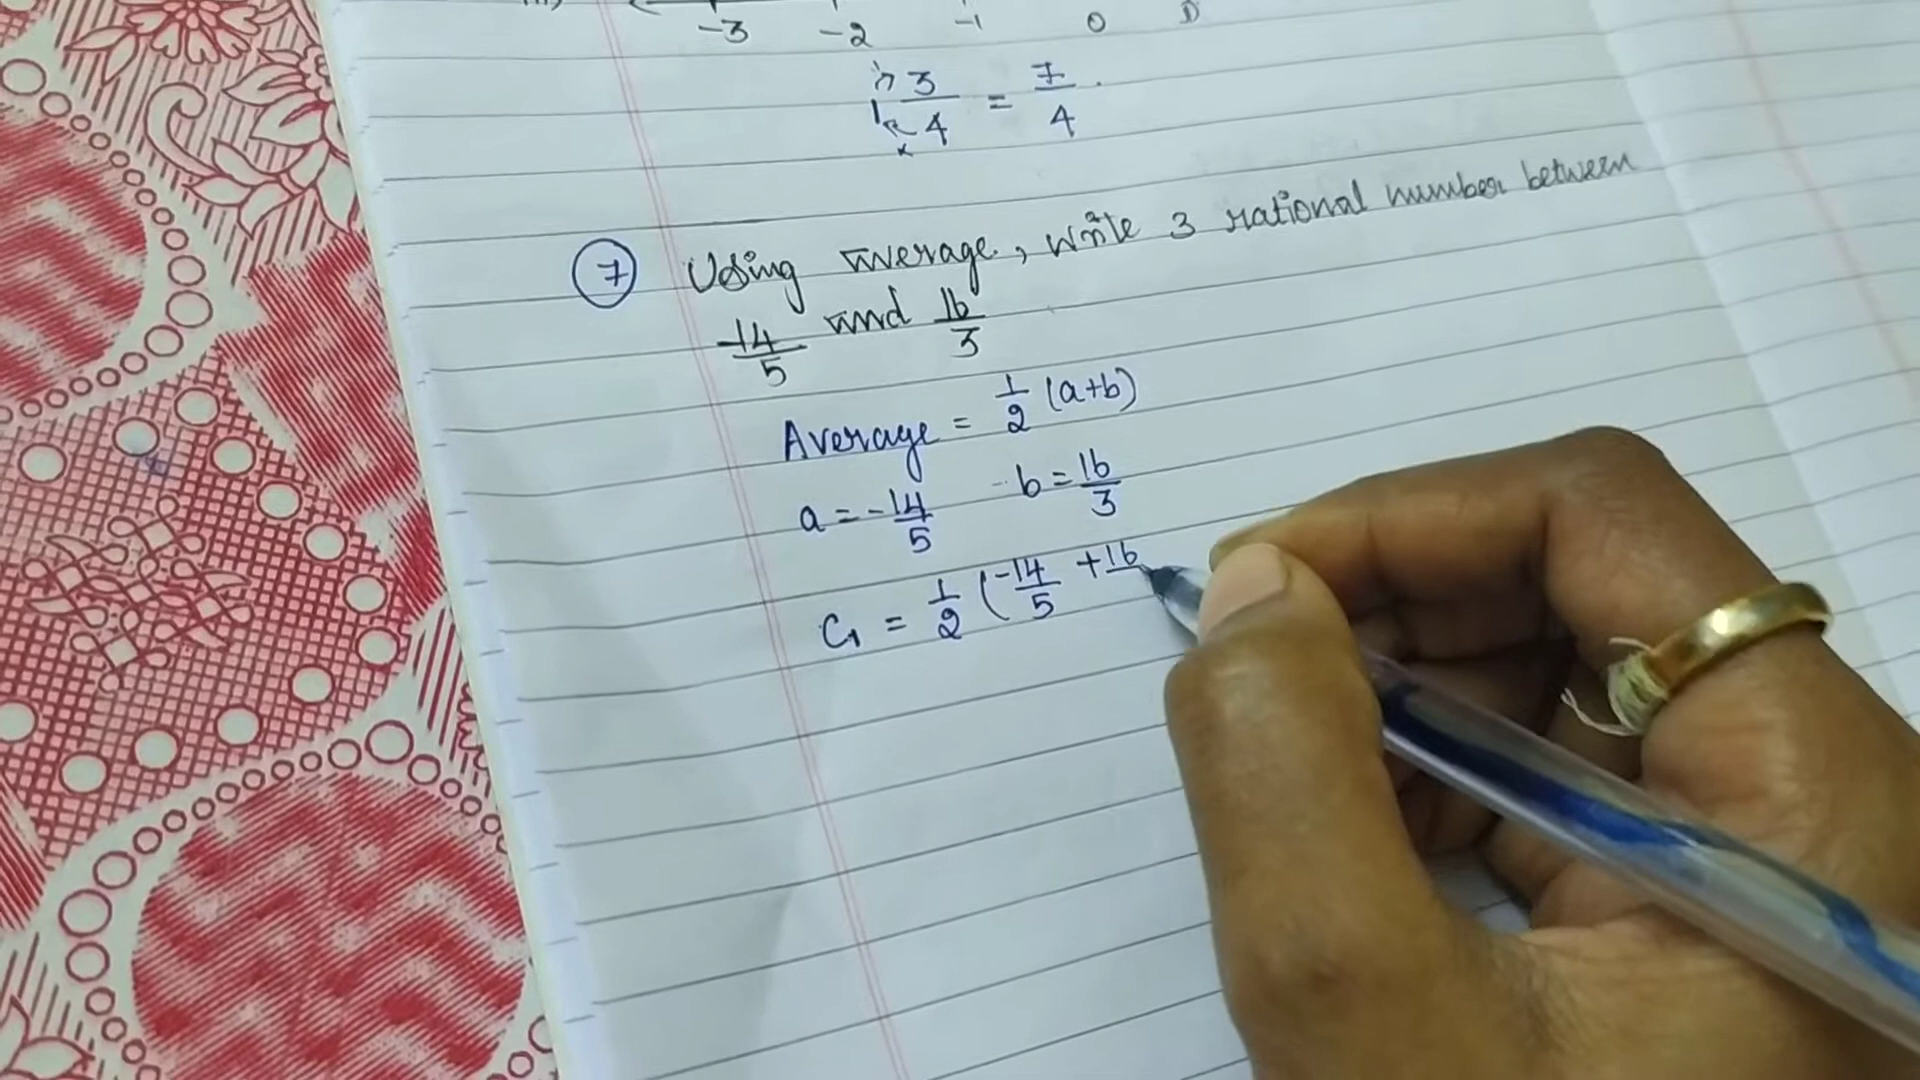 -3 -2 -1 0 D
1 3/4 = 7/4.
7 Using average, write 3 rational number between
-14/5 and 16/3
Average = 1/2 (a+b)
a = -14/5 b = 16/3
C1 = 1/2 (-14/5 + 16